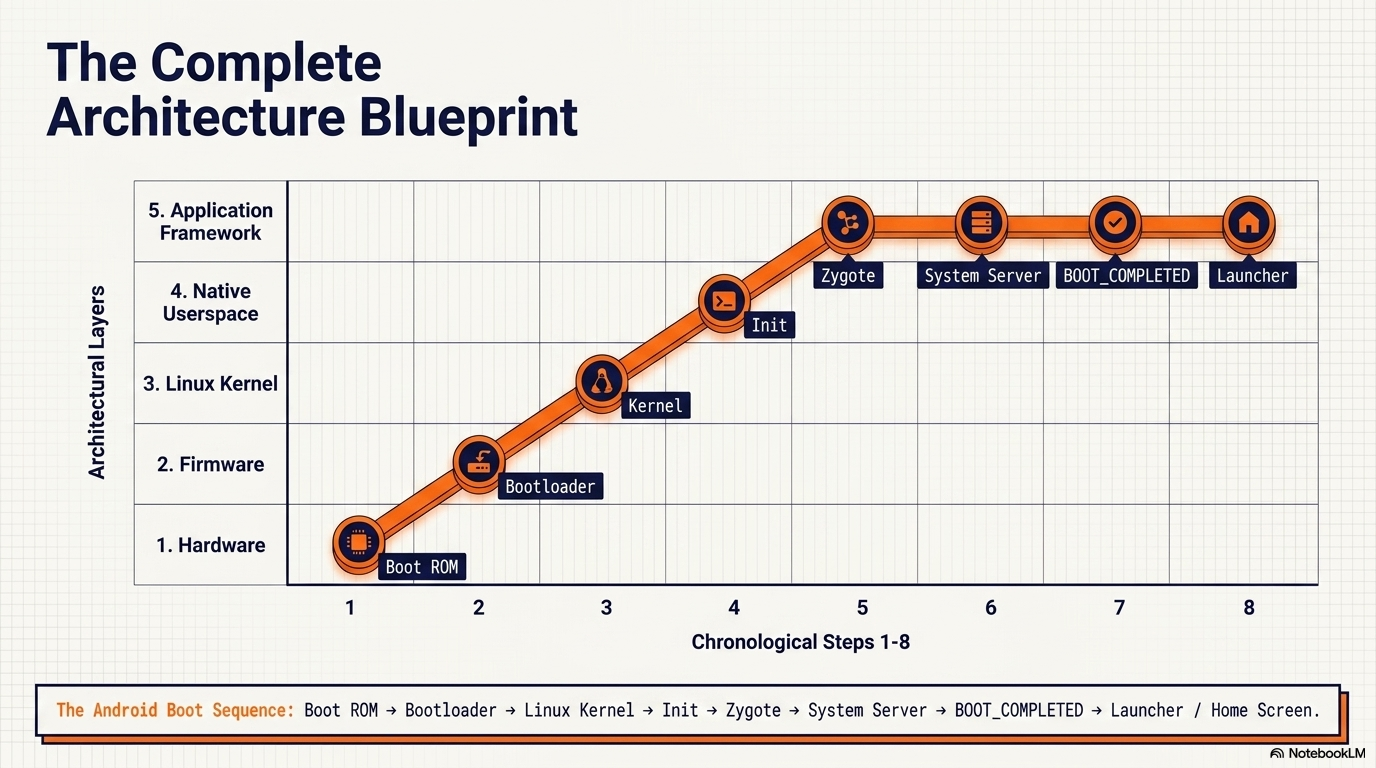 The Complete
Architecture Blueprint
Architectural Layers
5. Application
Framework
4. Native
Userspace
3. Linux Kernel
2. Firmware
1. Hardware
Zygote
System Server
BOOT_COMPLETED
Launcher
Init
Kernel
Bootloader
Boot ROM
1 2 3 4 5 6 7 8
Chronological Steps 1-8
The Android Boot Sequence: Boot ROM → Bootloader → Linux Kernel → Init → Zygote → System Server → BOOT_COMPLETED → Launcher / Home Screen.
NotebookLM